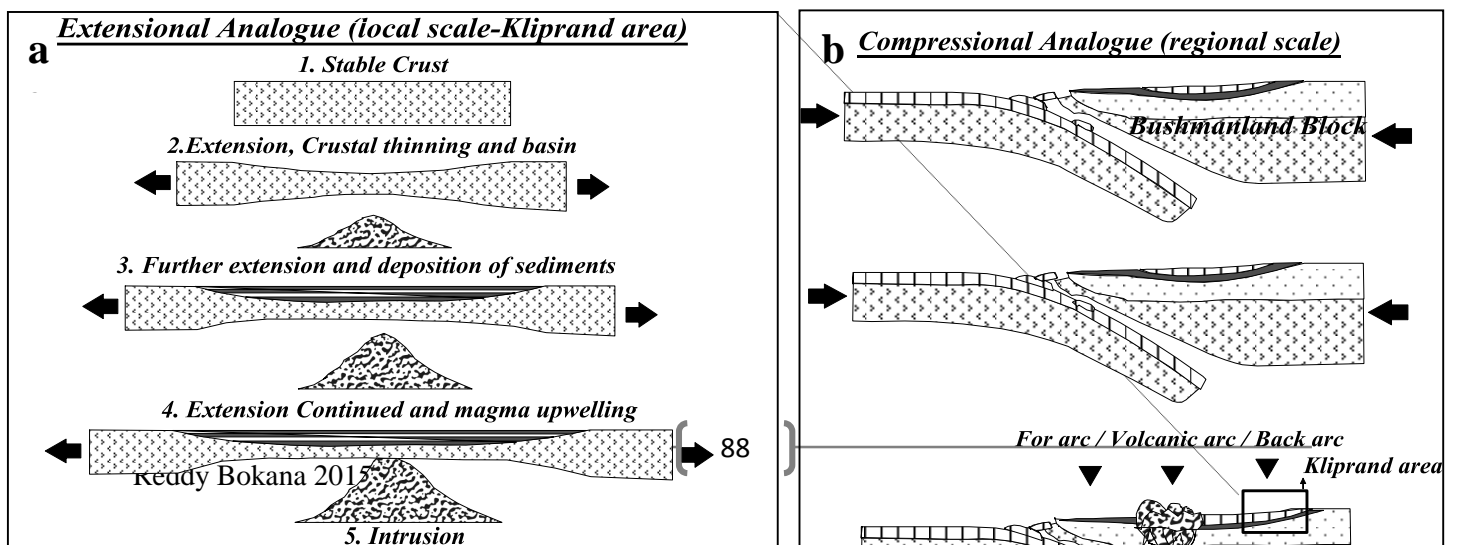 Extensional Analogue (local scale-Kliprand area)
a
1. Stable Crust
2.Extension, Crustal thinning and basin
3. Further extension and deposition of sediments
4. Extension Continued and magma upwelling
88
Reddy Bokana 2015
5. Intrusion
b
Compressional Analogue (regional scale)
Bushmanland Block
For arc / Volcanic arc / Back arc
Kliprand area